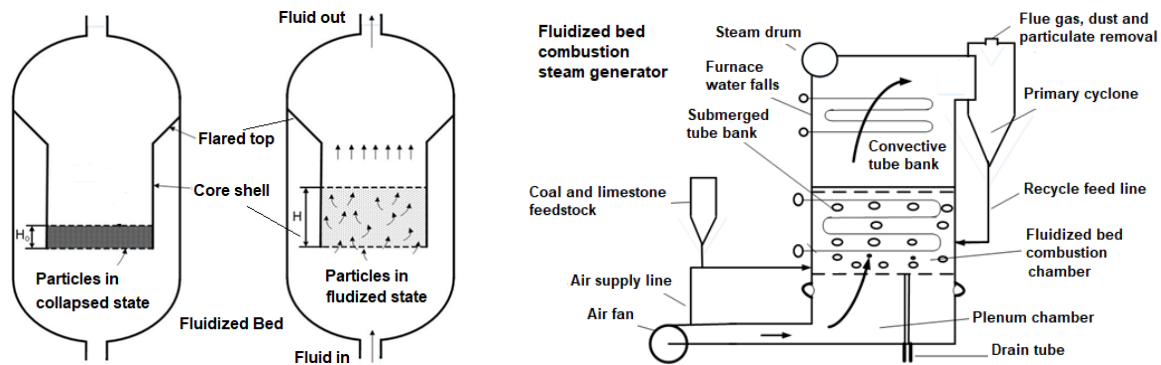 Fluid out
Flared top
Core shell
H₀
H
Particles in
collapsed state
Particles in
fludized state
Fluidized Bed
Fluid in
Fluidized bed
combustion
steam generator
Steam drum
Flue gas, dust and
particulate removal
Furnace
water falls
Primary cyclone
Submerged
tube bank
Convective
tube bank
Coal and limestone
feedstock
Recycle feed line
Fluidized bed
combustion
chamber
Air supply line
Air fan
Plenum chamber
Drain tube